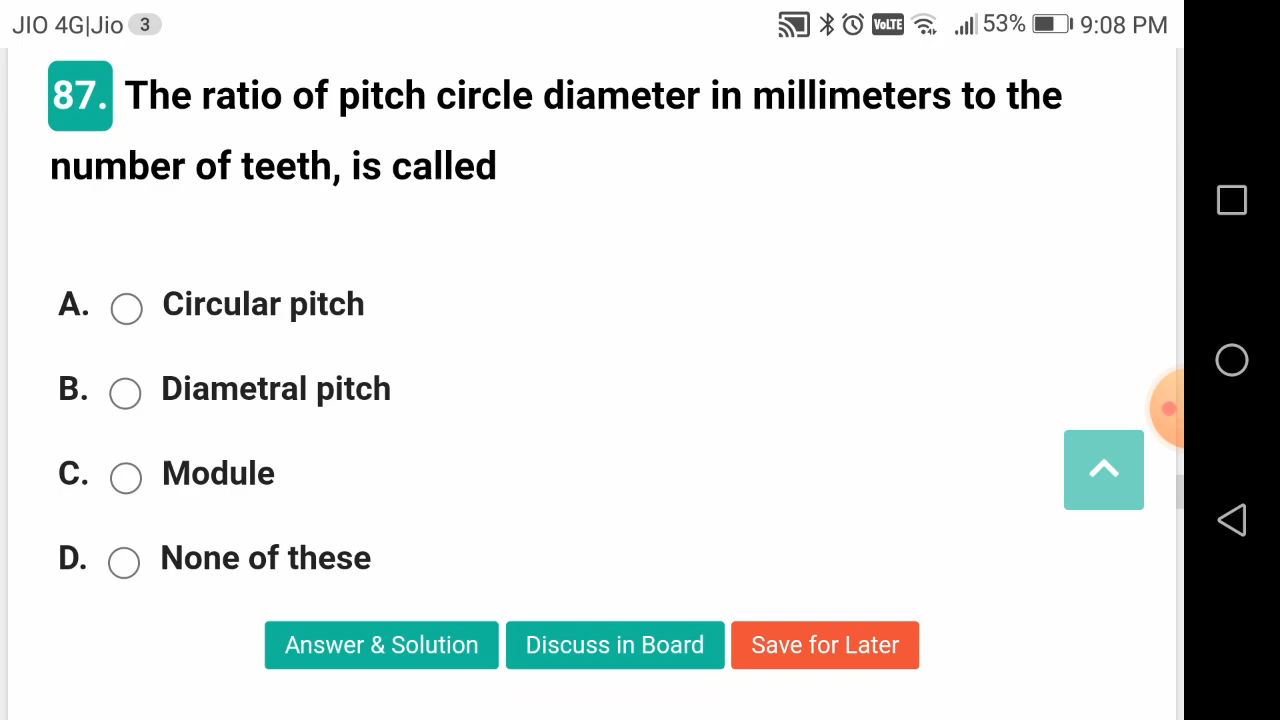 JIO 4G|Jio 3 VoLTE 53% 9:08 PM
87. The ratio of pitch circle diameter in millimeters to the
number of teeth, is called
A. Circular pitch
B. Diametral pitch
C. Module
D. None of these
Answer & Solution Discuss in Board Save for Later